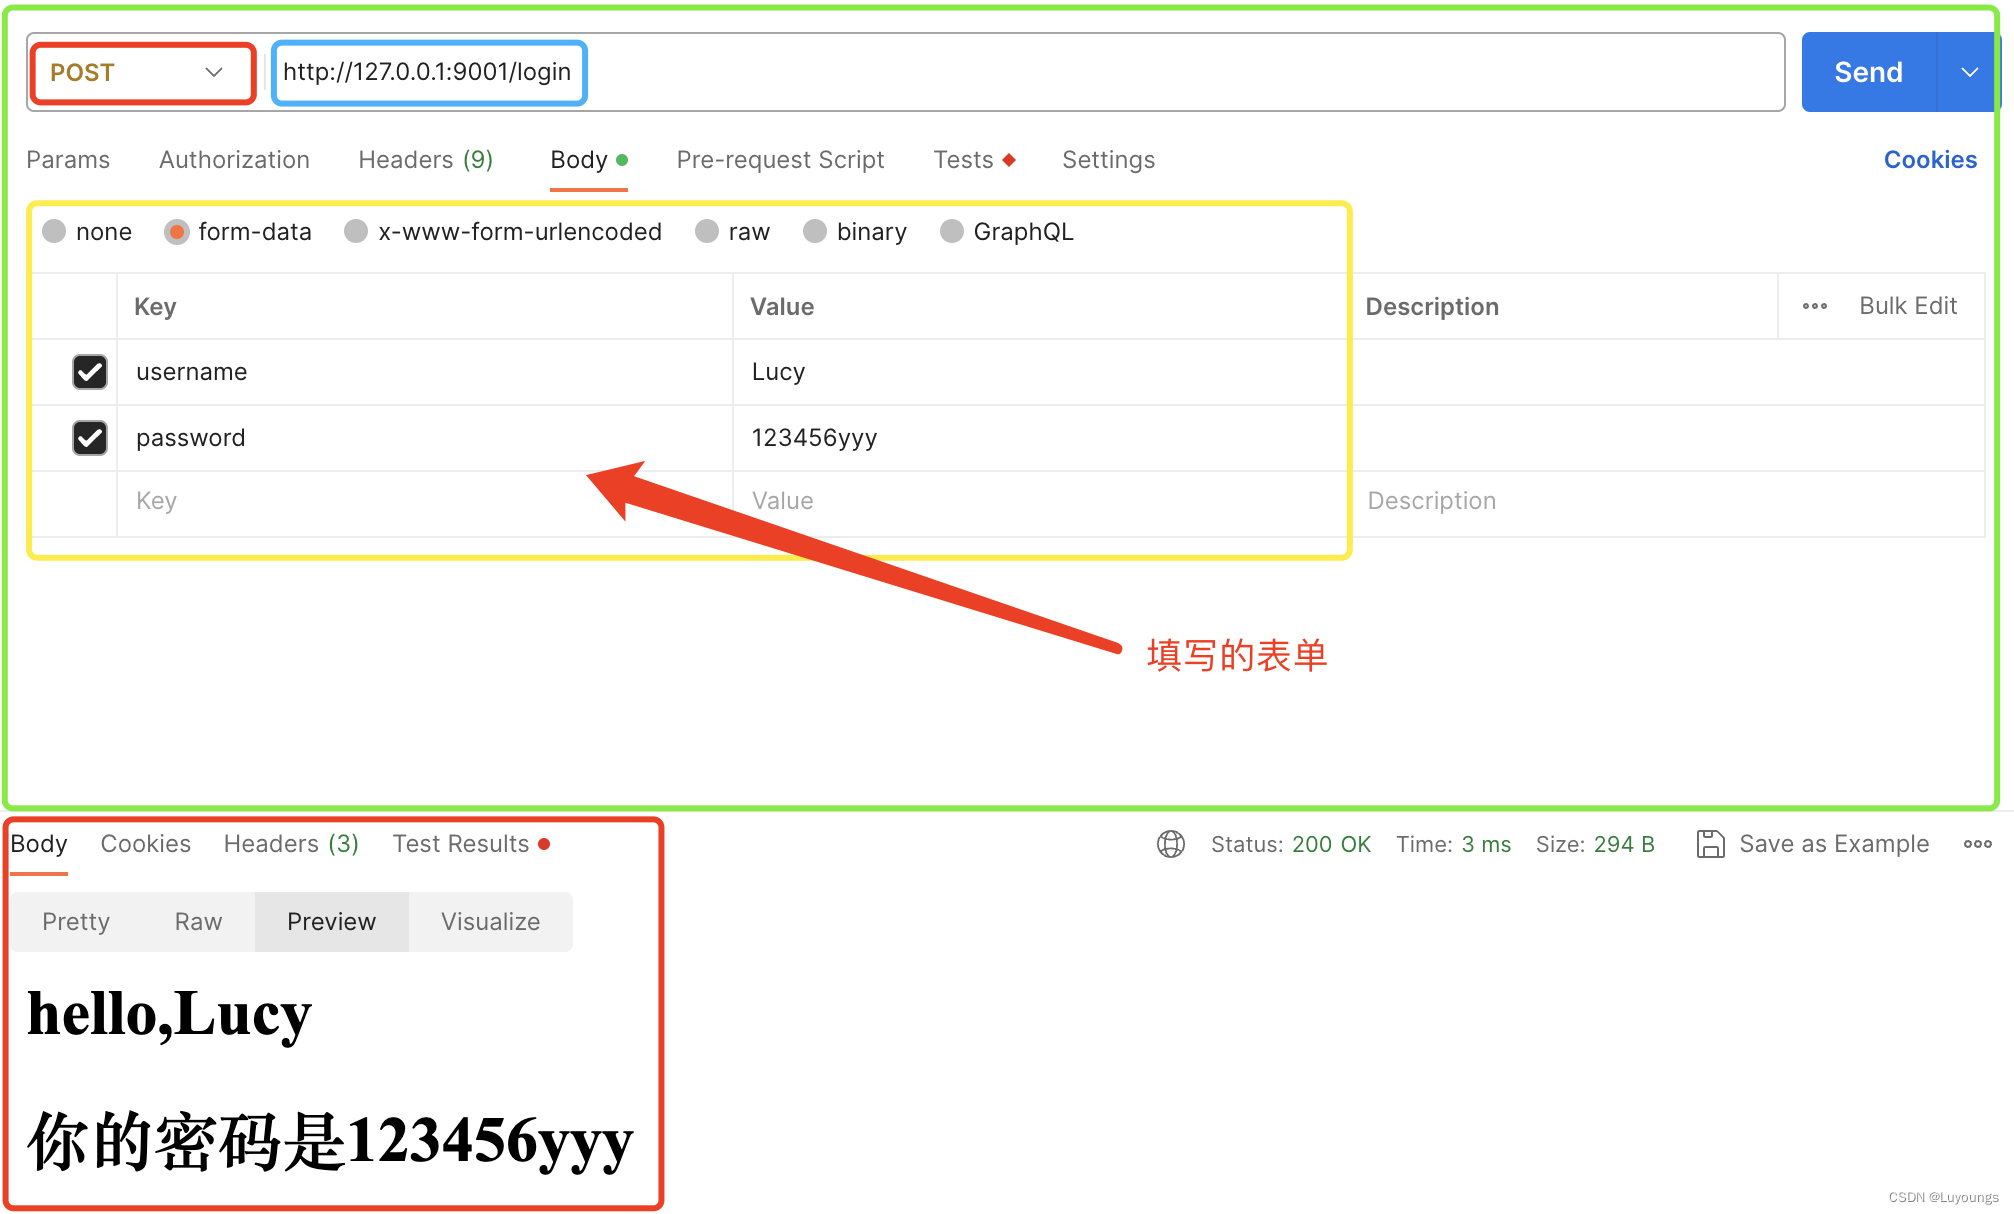 POST http://127.0.0.1:9001/login Send
Params Authorization Headers (9) Body Pre-request Script Tests Settings Cookies
none form-data x-www-form-urlencoded raw binary GraphQL
Key Value Description Bulk Edit
username Lucy
password 123456yyy
Key Value Description
填写的表单
Body Cookies Headers (3) Test Results Status: 200 OK Time: 3 ms Size: 294 B Save as Example
Pretty Raw Preview Visualize
hello,Lucy
你的密码是123456yyy
CSDN @Luyoungs